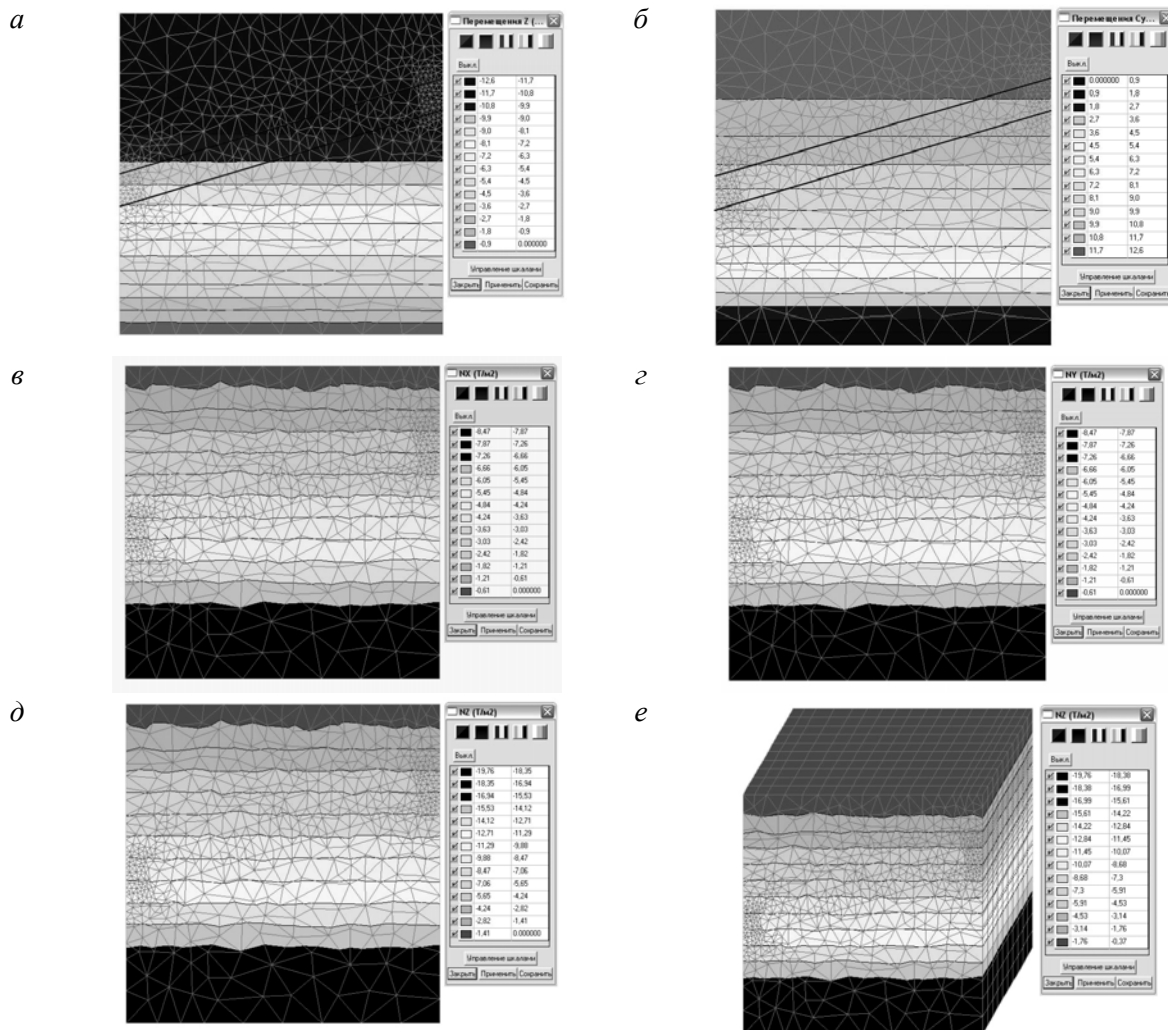 а
Перемещения Z (...
Выкл.
-12,6 -11,7
-11,7 -10,8
-10,8 -9,9
-9,9 -9,0
-9,0 -8,1
-8,1 -7,2
-7,2 -6,3
-6,3 -5,4
-5,4 -4,5
-4,5 -3,6
-3,6 -2,7
-2,7 -1,8
-1,8 -0,9
-0,9 0.000000
Управление шкалами
Закрыть Применить Сохранить
б
Перемещения Су...
Выкл.
0.000000 0,9
0,9 1,8
1,8 2,7
2,7 3,6
3,6 4,5
4,5 5,4
5,4 6,3
6,3 7,2
7,2 8,1
8,1 9,0
9,0 9,9
9,9 10,8
10,8 11,7
11,7 12,6
Управление шкалами
Закрыть Применить Сохранить
в
NX (Т/м2)
Выкл.
-8,47 -7,87
-7,87 -7,26
-7,26 -6,66
-6,66 -6,05
-6,05 -5,45
-5,45 -4,84
-4,84 -4,24
-4,24 -3,63
-3,63 -3,03
-3,03 -2,42
-2,42 -1,82
-1,82 -1,21
-1,21 -0,61
-0,61 0.000000
Управление шкалами
Закрыть Применить Сохранить
г
NY (Т/м2)
Выкл.
-8,47 -7,87
-7,87 -7,26
-7,26 -6,66
-6,66 -6,05
-6,05 -5,45
-5,45 -4,84
-4,84 -4,24
-4,24 -3,63
-3,63 -3,03
-3,03 -2,42
-2,42 -1,82
-1,82 -1,21
-1,21 -0,61
-0,61 0.000000
Управление шкалами
Закрыть Применить Сохранить
д
NZ (Т/м2)
Выкл.
-19,76 -18,35
-18,35 -16,94
-16,94 -15,53
-15,53 -14,12
-14,12 -12,71
-12,71 -11,29
-11,29 -9,88
-9,88 -8,47
-8,47 -7,06
-7,06 -5,65
-5,65 -4,24
-4,24 -2,82
-2,82 -1,41
-1,41 0.000000
Управление шкалами
Закрыть Применить Сохранить
е
NZ (Т/м2)
Выкл.
-19,76 -18,38
-18,38 -16,99
-16,99 -15,61
-15,61 -14,22
-14,22 -12,84
-12,84 -11,45
-11,45 -10,07
-10,07 -8,68
-8,68 -7,3
-7,3 -5,91
-5,91 -4,53
-4,53 -3,14
-3,14 -1,76
-1,76 -0,37
Управление шкалами
Закрыть Применить Сохранить